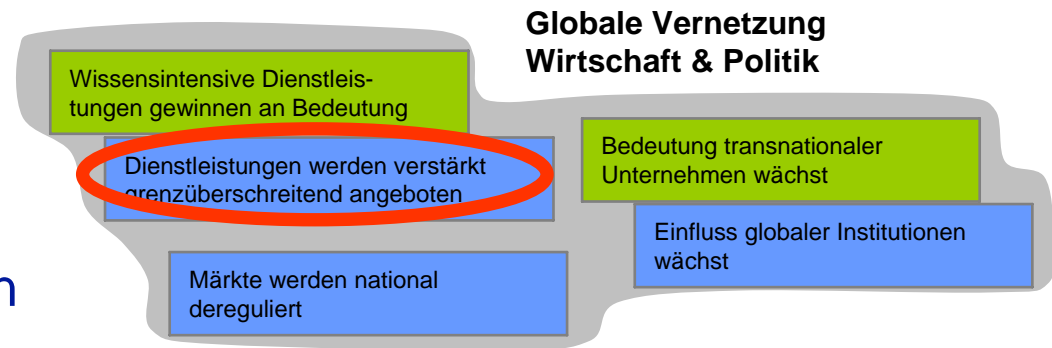 Globale Vernetzung
Wirtschaft & Politik
Wissensintensive Dienstleis-
tungen gewinnen an Bedeutung
Dienstleistungen werden verstärkt
grenzüberschreitend angeboten
Bedeutung transnationaler
Unternehmen wächst
Einfluss globaler Institutionen
wächst
Märkte werden national
dereguliert
n